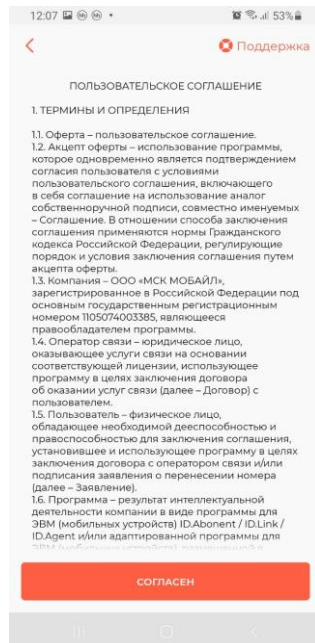 12:07
53%
Поддержка
ПОЛЬЗОВАТЕЛЬСКОЕ СОГЛАШЕНИЕ
1. ТЕРМИНЫ И ОПРЕДЕЛЕНИЯ
1.1. Оферта – пользовательское соглашение.
1.2. Акцепт оферты – использование программы,
которое одновременно является подтверждением
согласия пользователя с условиями
пользовательского соглашения, включающего
в себя соглашение на использование аналог
собственноручной подписи, совместно именуемых
– Соглашение. В отношении способа заключения
соглашения применяются нормы Гражданского
кодекса Российской Федерации, регулирующие
порядок и условия заключения соглашения путем
акцепта оферты.
1.3. Компания – ООО «МСК МОБАЙЛ»,
зарегистрированное в Российской Федерации под
основным государственным регистрационным
номером 1105074003385, являющееся
правообладателем программы.
1.4. Оператор связи – юридическое лицо,
оказывающее услуги связи на основании
соответствующей лицензии, использующее
программу в целях заключения договора
об оказании услуг связи (далее – Договор) с
пользователем.
1.5. Пользователь – физическое лицо,
обладающее необходимой дееспособностью и
правоспособностью для заключения соглашения,
установившее и использующее программу в целях
заключения договора с оператором связи и/или
подписания заявления о перенесении номера
(далее – Заявление).
1.6. Программа – результат интеллектуальной
деятельности компании в виде программы для
ЭВМ (мобильных устройств) ID.Abonent / ID.Link /
ID.Agent и/или адаптированной программы для
ЭВМ (мобильных устройств), размещенной в
СОГЛАСЕН